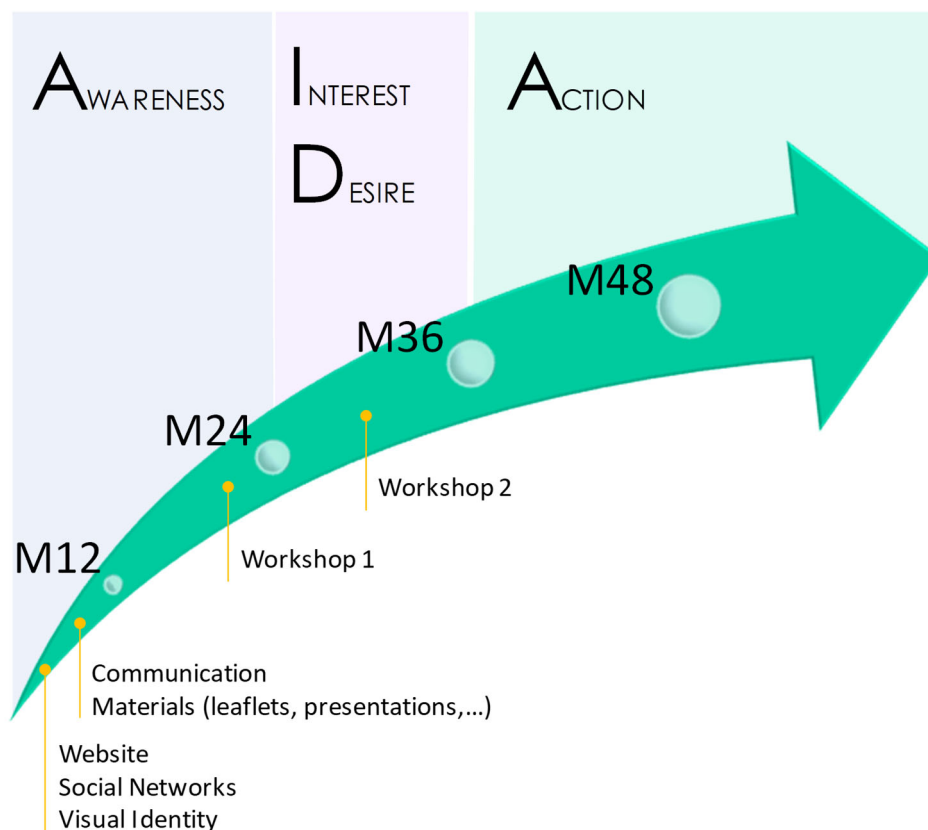 AWARENESS
INTEREST
DESIRE
ACTION
M48
M36
M24
Workshop 2
M12
Workshop 1
Communication
Materials (leaflets, presentations,...)
Website
Social Networks
Visual Identity